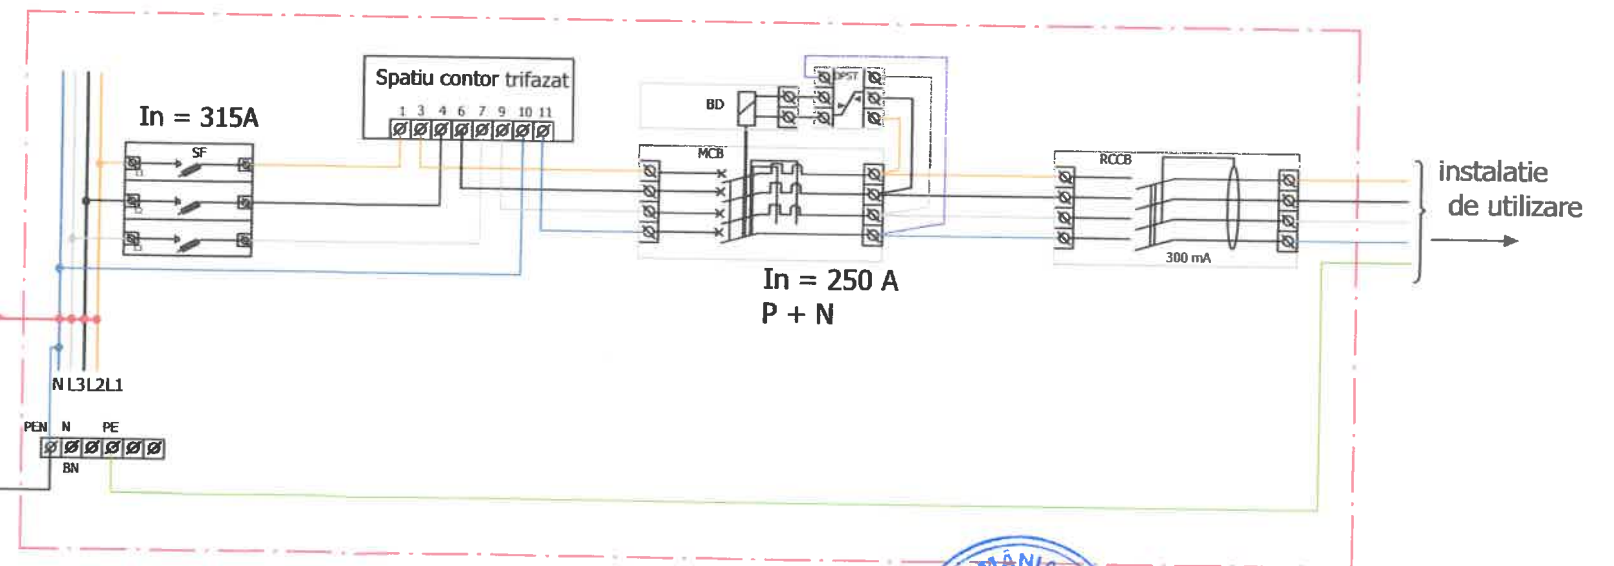 Spatiu contor trifazat
1 3 4 6 7 9 10 11
In = 315A
SF
BD
DPST
MCB
In = 250 A
P + N
RCCB
300 mA
instalatie
de utilizare
N L3 L2 L1
PEN N PE
BN